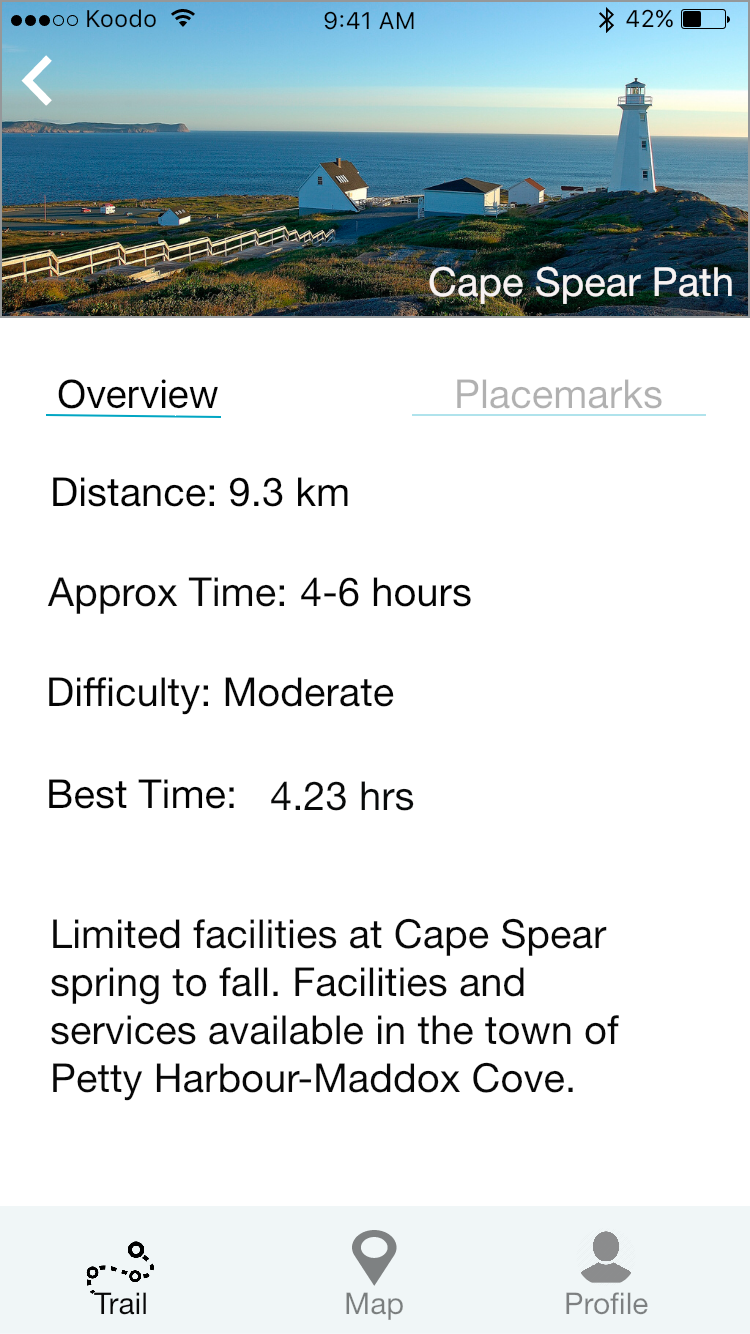 Koodo 9:41 AM 42%
Cape Spear Path
Overview Placemarks
Distance: 9.3 km
Approx Time: 4-6 hours
Difficulty: Moderate
Best Time: 4.23 hrs
Limited facilities at Cape Spear
spring to fall. Facilities and
services available in the town of
Petty Harbour-Maddox Cove.
Trail Map Profile